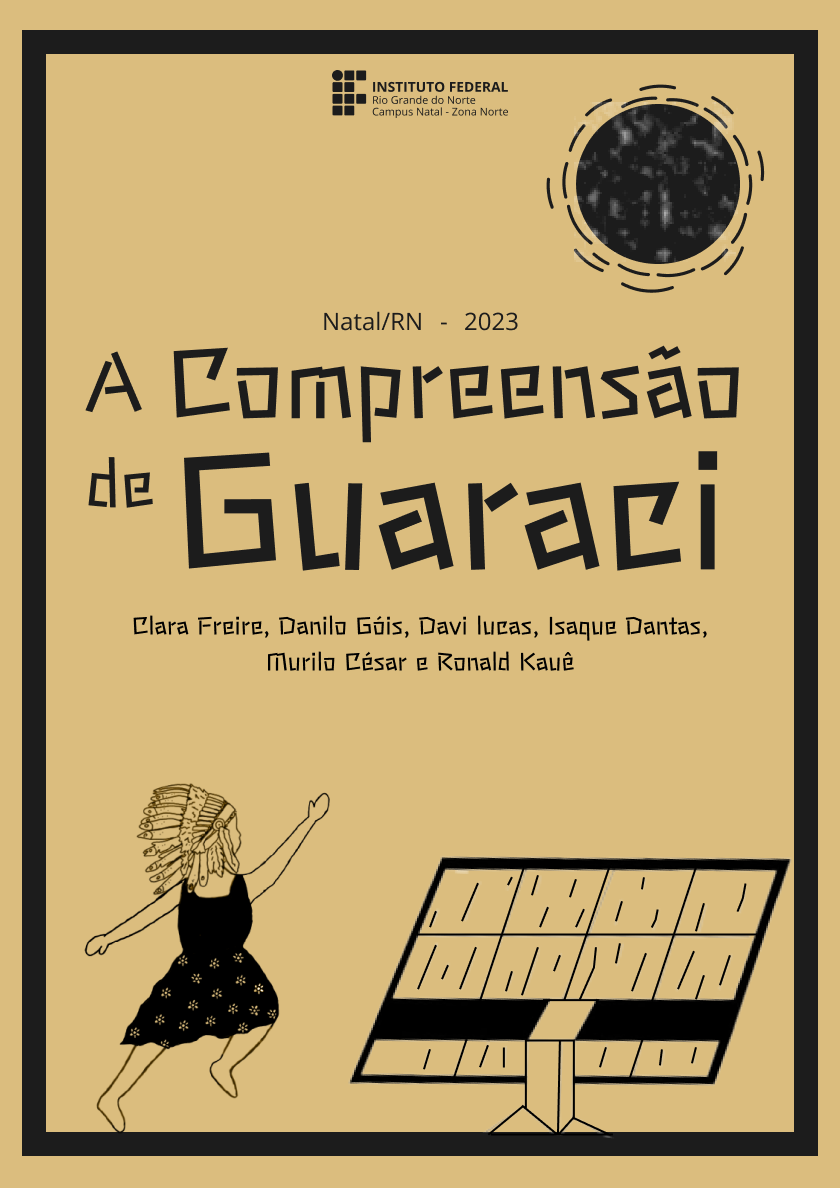 INSTITUTO FEDERAL
Rio Grande do Norte
Campus Natal - Zona Norte
Natal/RN - 2023
A Compreensão
de Guaraci
Clara Freire, Danilo Góis, Davi lucas, Isaque Dantas,
Murilo César e Ronald Kauê